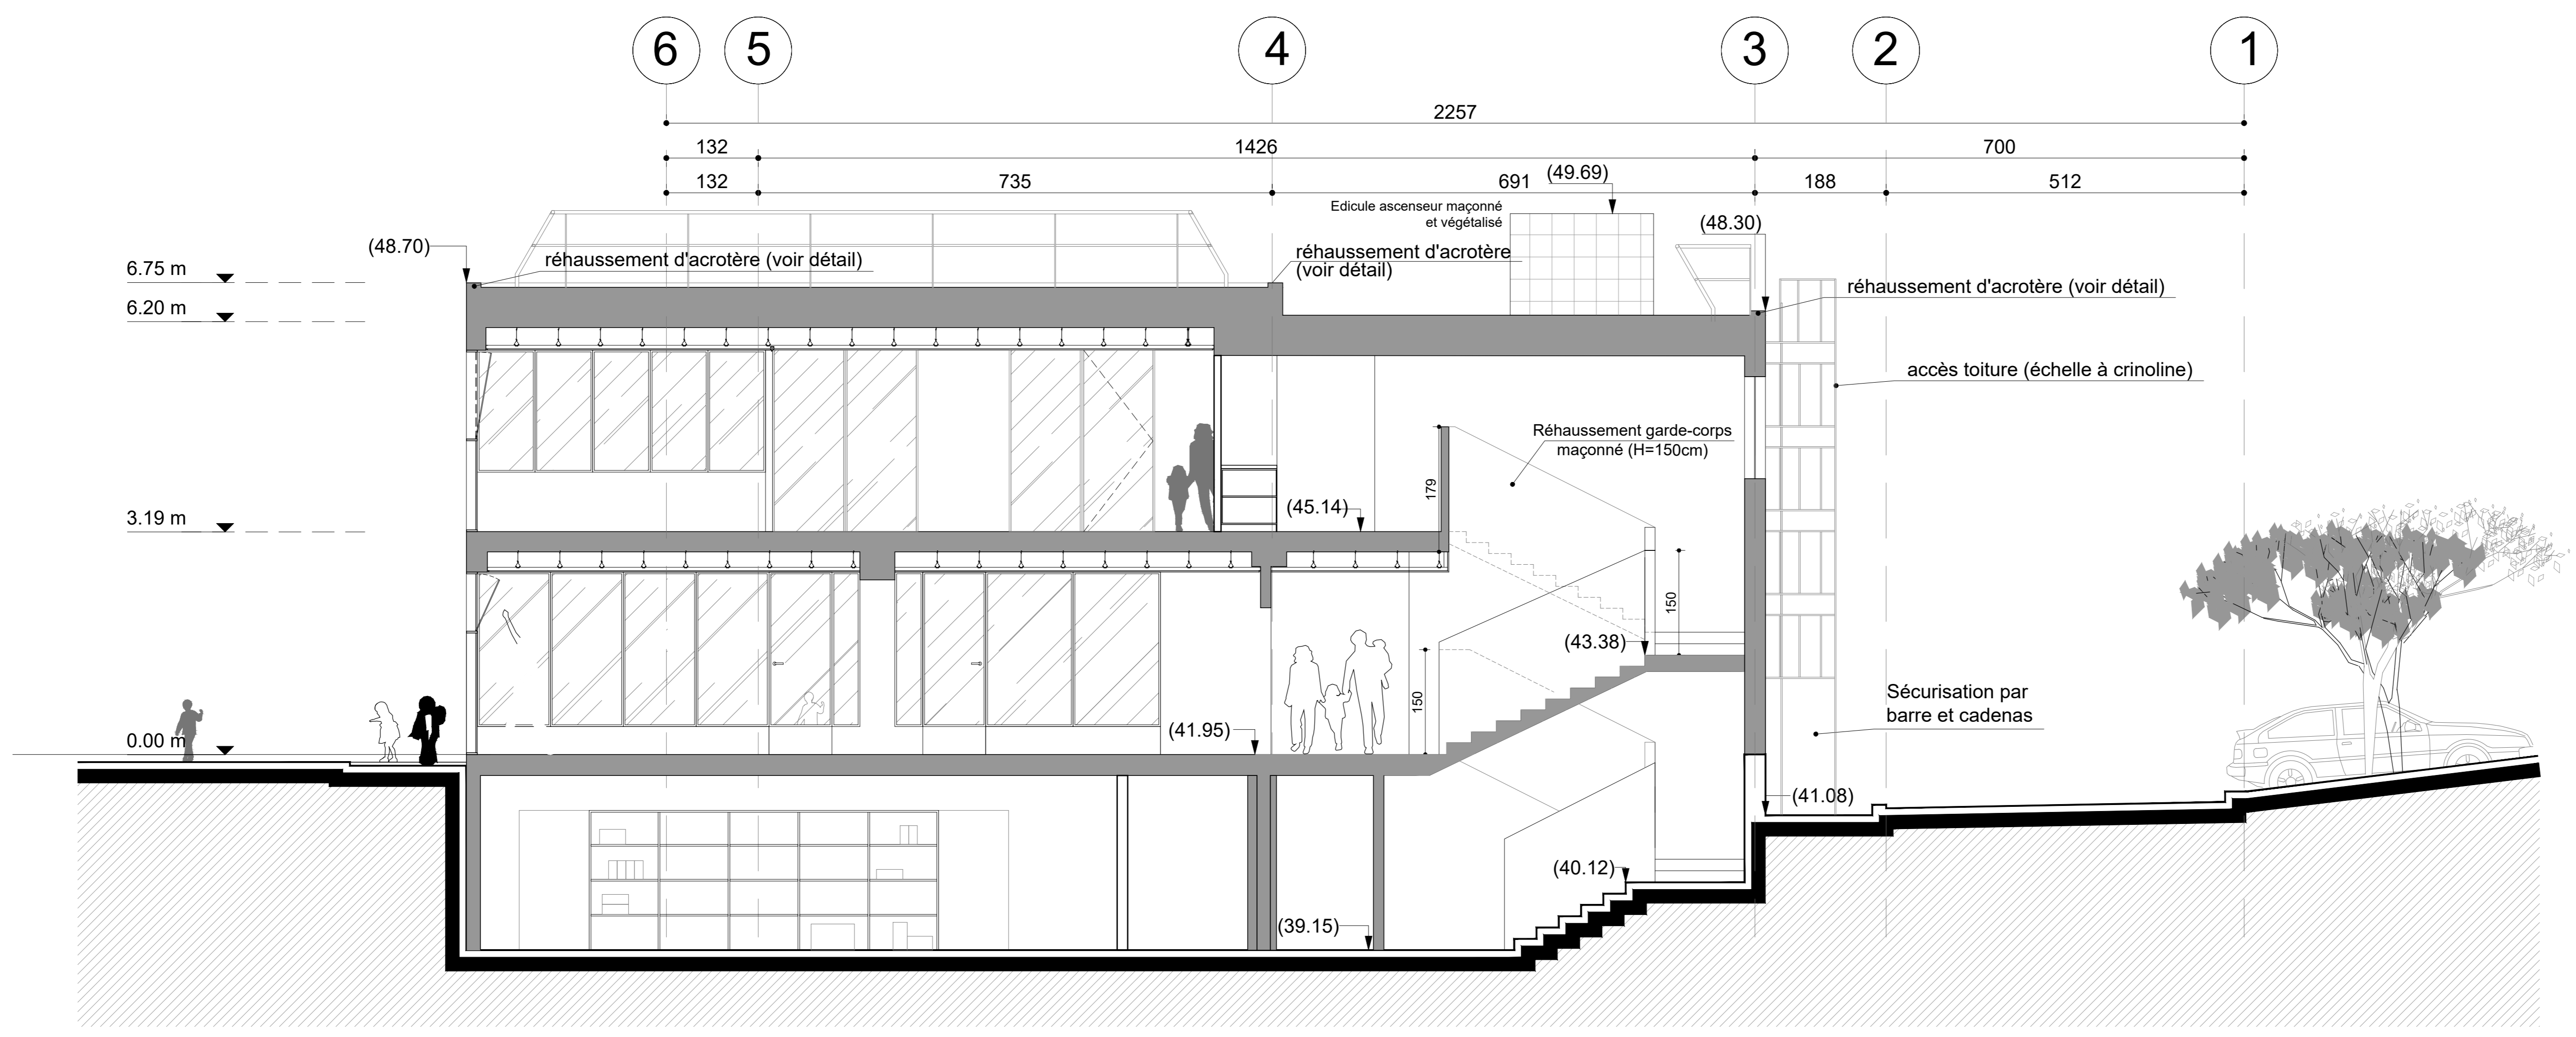 6 5 4 3 2 1
2257
132 1426 700
132 735 691 188 512
(49.69)
Edicule ascenseur maçonné
et végétalisé
(48.30)
(48.70)
réhaussement d'acrotère (voir détail)
réhaussement d'acrotère
(voir détail)
6.75 m
réhaussement d'acrotère (voir détail)
6.20 m
accès toiture (échelle à crinoline)
Réhaussement garde-corps
maçonné (H=150cm)
179
(45.14)
3.19 m
150
(43.38)
150
Sécurisation par
barre et cadenas
(41.95)
0.00 m
(41.08)
(40.12)
(39.15)